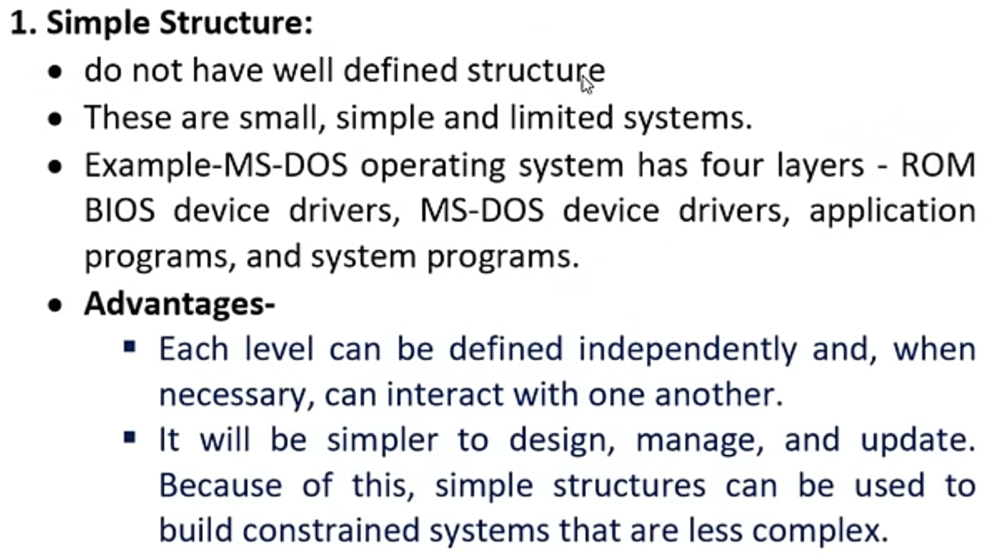 1. Simple Structure:
● do not have well defined structure
● These are small, simple and limited systems.
● Example-MS-DOS operating system has four layers - ROM
BIOS device drivers, MS-DOS device drivers, application
programs, and system programs.
● Advantages-
▪ Each level can be defined independently and, when
necessary, can interact with one another.
▪ It will be simpler to design, manage, and update.
Because of this, simple structures can be used to
build constrained systems that are less complex.